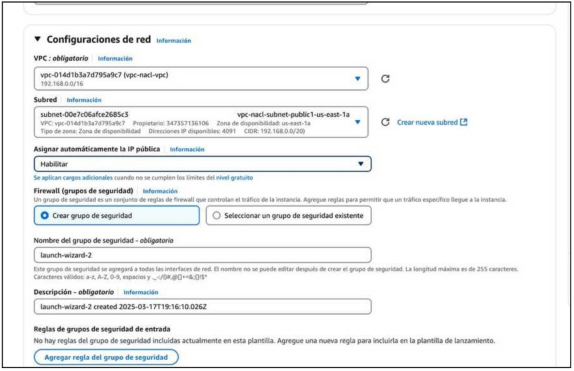 Configuraciones de red Información
VPC : obligatorio Información
vpc-014d1b3a7d795a9c7 (vpc-nacl-vpc)
192.168.0.0/16
Subred Información
subnet-00e7c06afce2685c3 vpc-nacl-subnet-public1-us-east-1a
VPC: vpc-014d1b3a7d795a9c7 Propietario: 347357136106 Zona de disponibilidad: us-east-1a
Tipo de zona: Zona de disponibilidad Direcciones IP disponibles: 4091 CIDR: 192.168.0.0/20)
Crear nueva subred
Asignar automáticamente la IP pública Información
Habilitar
Se aplican cargos adicionales cuando no se cumplen los límites del nivel gratuito
Firewall (grupos de seguridad) Información
Un grupo de seguridad es un conjunto de reglas de firewall que controlan el tráfico de la instancia. Agregue reglas para permitir que un tráfico específico llegue a la instancia.
Crear grupo de seguridad
Seleccionar un grupo de seguridad existente
Nombre del grupo de seguridad - obligatorio
launch-wizard-2
Este grupo de seguridad se agregará a todas las interfaces de red. El nombre no se puede editar después de crear el grupo de seguridad. La longitud máxima es de 255 caracteres.
Caracteres válidos: a-z, A-Z, 0-9, espacios y ._-:/()#,@[]+=&;{}!$*
Descripción - obligatorio Información
launch-wizard-2 created 2025-03-17T19:16:10.026Z
Reglas de grupos de seguridad de entrada
No hay reglas del grupo de seguridad incluidas actualmente en esta plantilla. Agregue una nueva regla para incluirla en la plantilla de lanzamiento.
Agregar regla del grupo de seguridad